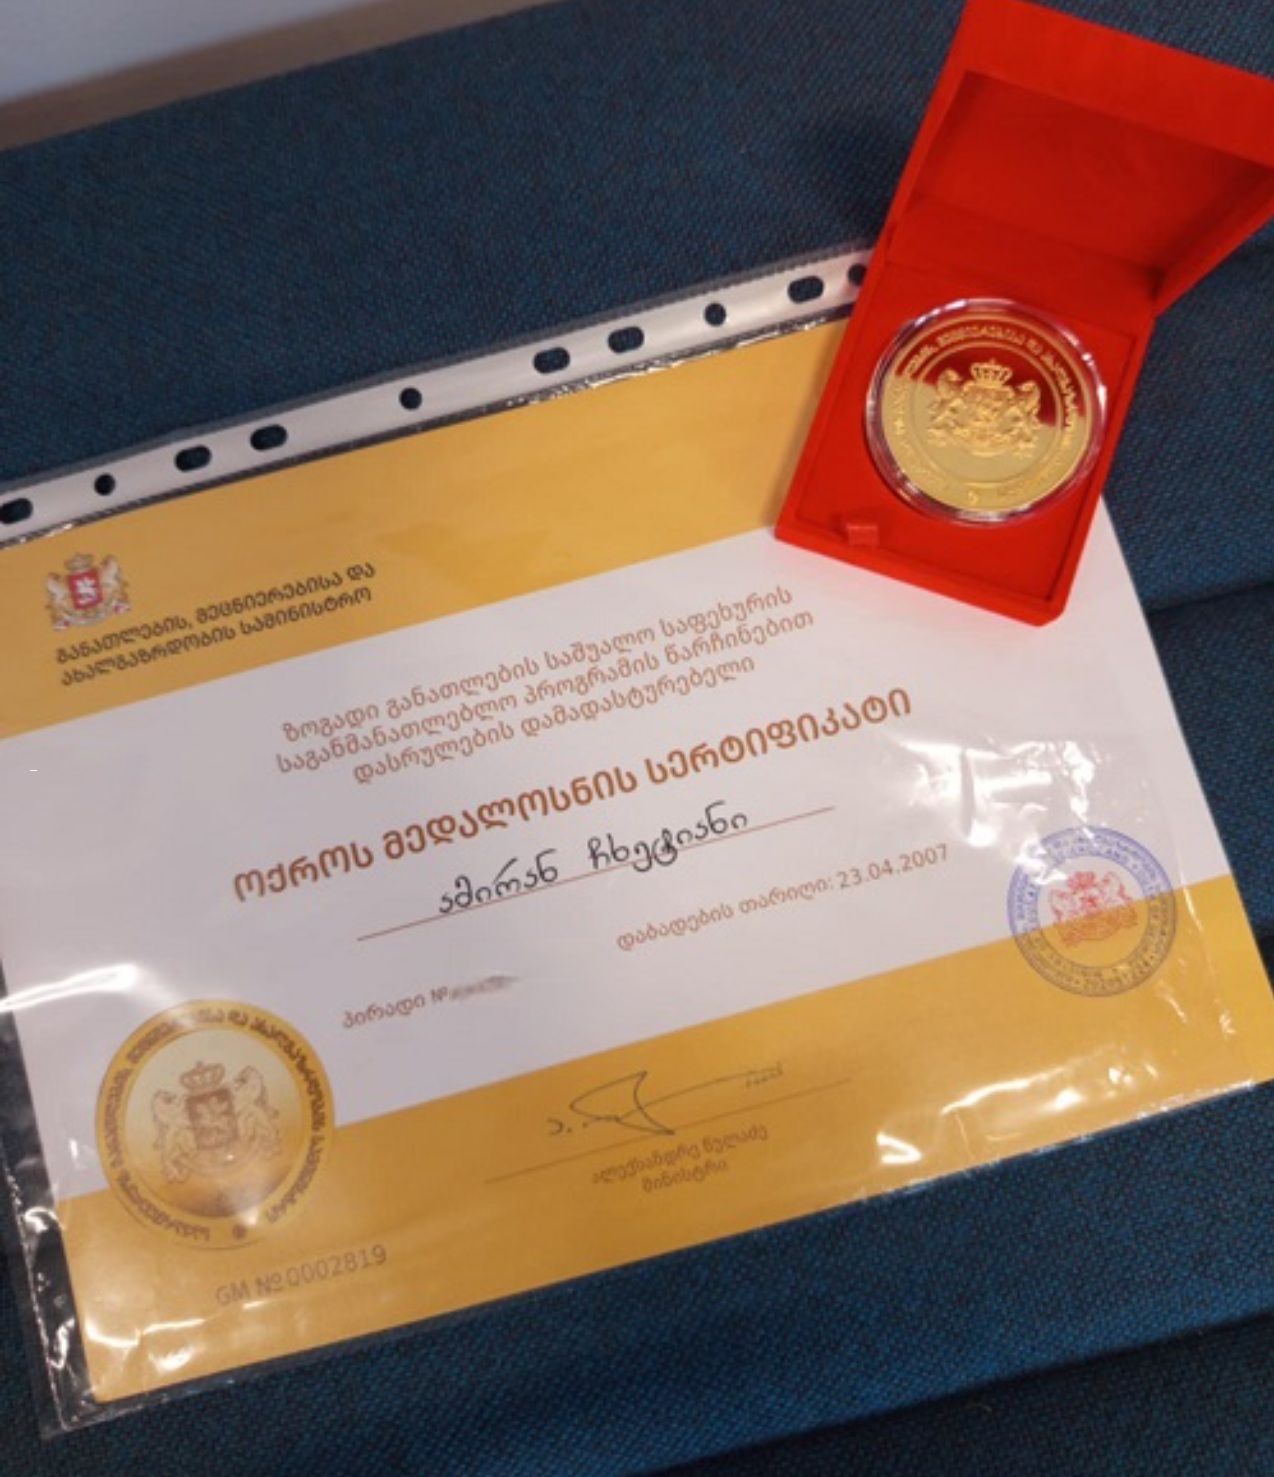 განათლების, მეცნიერებისა და
ახალგაზრდობის სამინისტრო
ზოგადი განათლების საშუალო საფეხურის
საგანმანათლებლო პროგრამის წარჩინებით
დასრულების დამადასტურებელი
ოქროს მედალოსნის სერტიფიკატი
ამირან ჩხეტიანი
დაბადების თარიღი: 23.04.2007
პირადი №
ალექსანდრე წულაძე
მინისტრი
GM №0002819